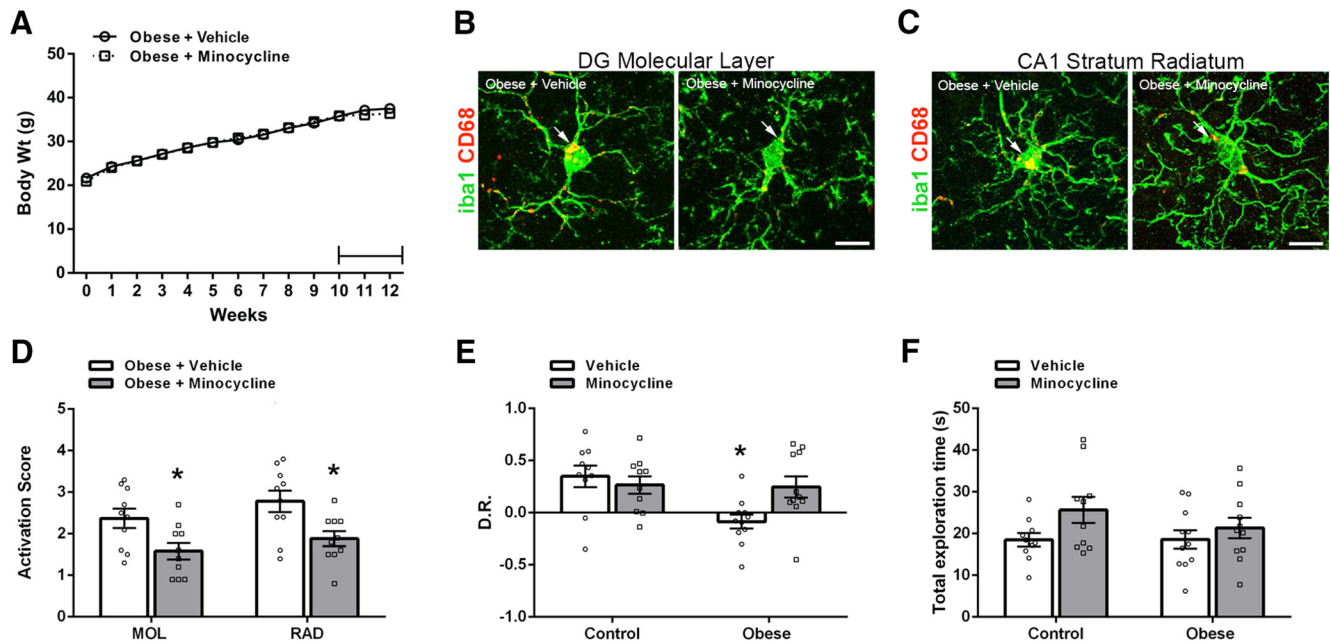 A
Obese + Vehicle
Obese + Minocycline
Body Wt (g)
50
40
30
20
10
0
0 1 2 3 4 5 6 7 8 9 10 11 12
Weeks
B
DG Molecular Layer
iba1 CD68
Obese + Vehicle
Obese + Minocycline
C
CA1 Stratum Radiatum
iba1 CD68
Obese + Vehicle
Obese + Minocycline
D
Obese + Vehicle
Obese + Minocycline
Activation Score
5
4
3
2
1
0
* *
MOL RAD
E
Vehicle
Minocycline
D.R.
1.0
0.5
0.0
-0.5
-1.0
*
Control Obese
F
Vehicle
Minocycline
Total exploration time (s)
50
40
30
20
10
0
Control Obese